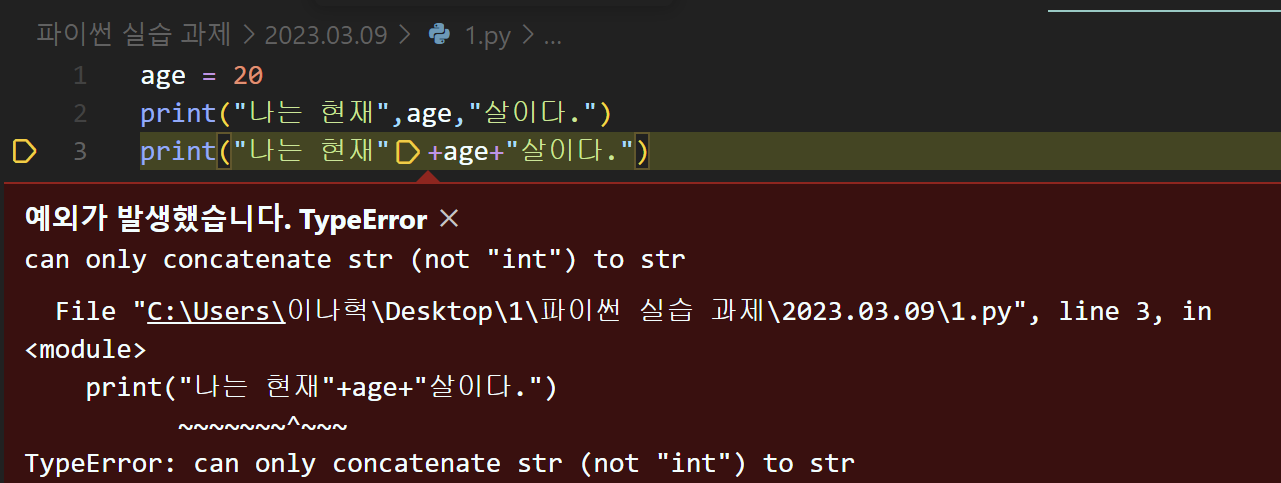 파이썬 실습 과제 > 2023.03.09 > 1.py > ...
1 age = 20
2 print("나는 현재",age,"살이다.")
3 print("나는 현재"+age+"살이다.")
예외가 발생했습니다. TypeError ×
can only concatenate str (not "int") to str
File "C:\Users\이나혁\Desktop\1\파이썬 실습 과제\2023.03.09\1.py", line 3, in
<module>
print("나는 현재"+age+"살이다.")
~~~~~~~^~~~
TypeError: can only concatenate str (not "int") to str